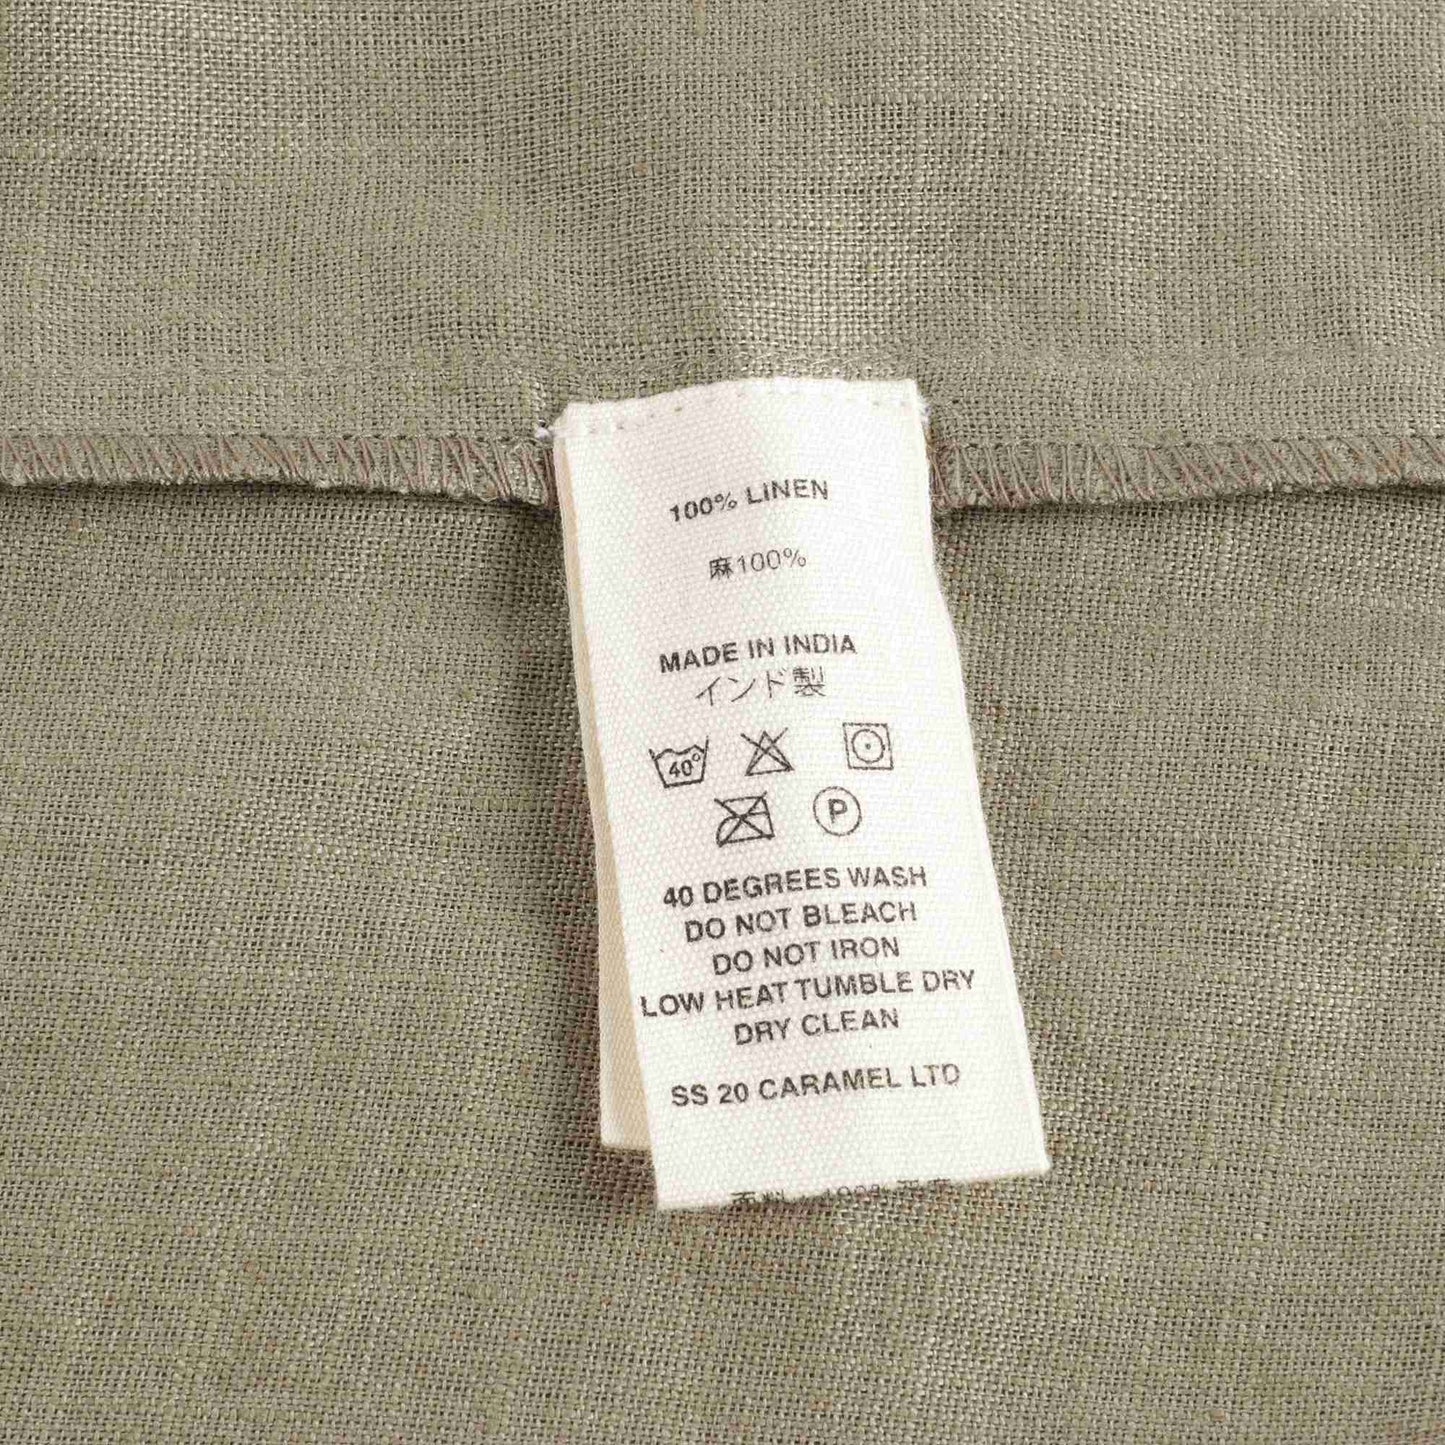 100% LINEN
麻100%
MADE IN INDIA
インド製
40°
P
40 DEGREES WASH
DO NOT BLEACH
DO NOT IRON
LOW HEAT TUMBLE DRY
DRY CLEAN
SS 20 CARAMEL LTD